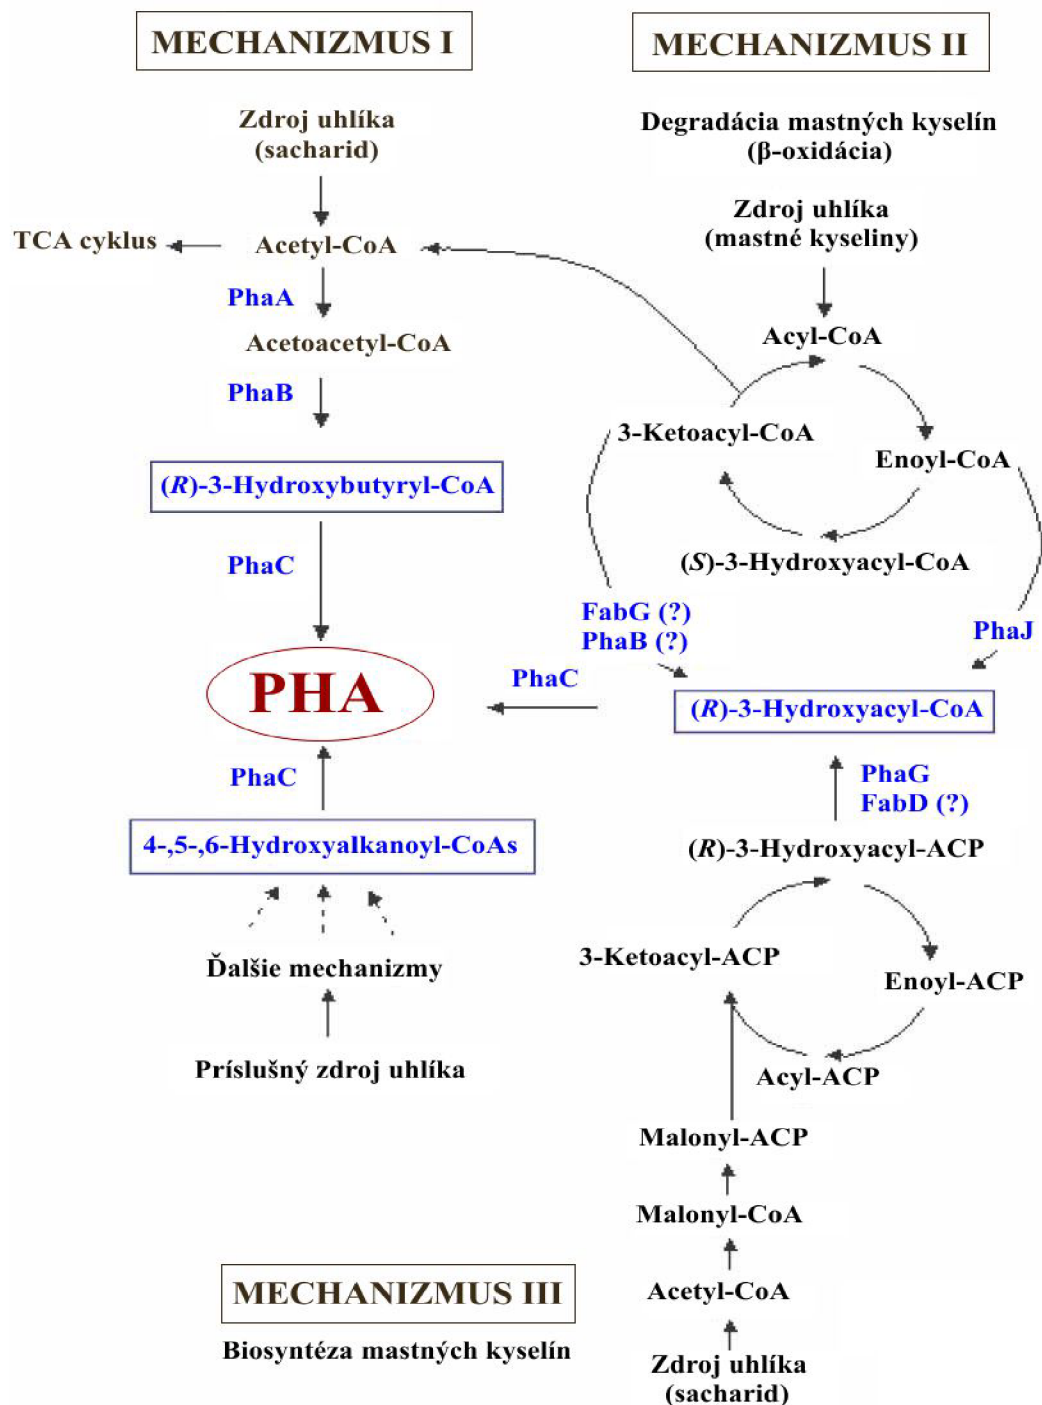 MECHANIZMUS I
Zdroj uhlíka
(sacharid)
TCA cyklus
Acetyl-CoA
PhaA
Acetoacetyl-CoA
PhaB
(R)-3-Hydroxybutyryl-CoA
PhaC
PHA
PhaC
4-,5-,6-Hydroxyalkanoyl-CoAs
Ďalšie mechanizmy
Príslušný zdroj uhlíka
MECHANIZMUS II
Degradácia mastných kyselín
(β-oxidácia)
Zdroj uhlíka
(mastné kyseliny)
Acyl-CoA
3-Ketoacyl-CoA
Enoyl-CoA
(S)-3-Hydroxyacyl-CoA
FabG (?)
PhaB (?)
PhaJ
PhaC
(R)-3-Hydroxyacyl-CoA
PhaG
FabD (?)
(R)-3-Hydroxyacyl-ACP
3-Ketoacyl-ACP
Enoyl-ACP
Acyl-ACP
Malonyl-ACP
Malonyl-CoA
Acetyl-CoA
Zdroj uhlíka
(sacharid)
MECHANIZMUS III
Biosyntéza mastných kyselín